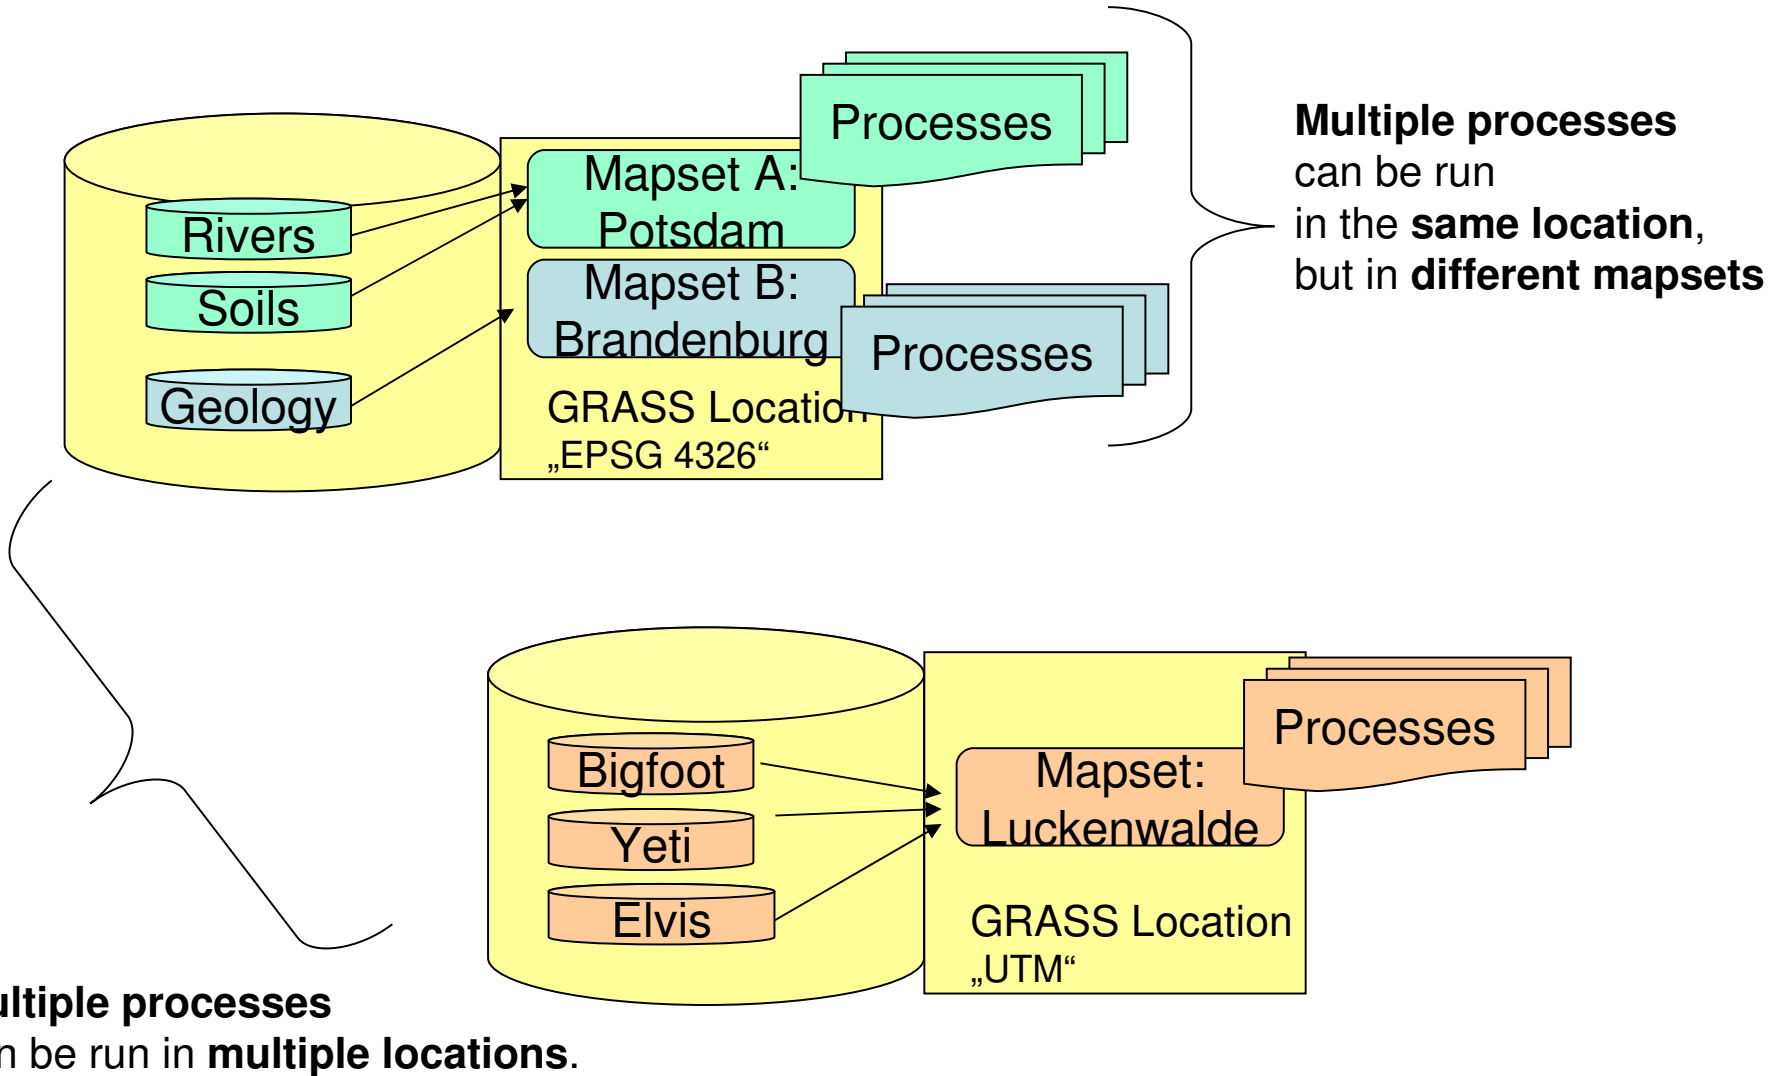 Processes
Mapset A:
Potsdam
Rivers
Soils
Geology
Mapset B:
Brandenburg
Processes
GRASS Location
„EPSG 4326“
Multiple processes
can be run
in the same location,
but in different mapsets
Bigfoot
Yeti
Elvis
Mapset:
Luckenwalde
Processes
GRASS Location
„UTM“
ultiple processes
n be run in multiple locations.